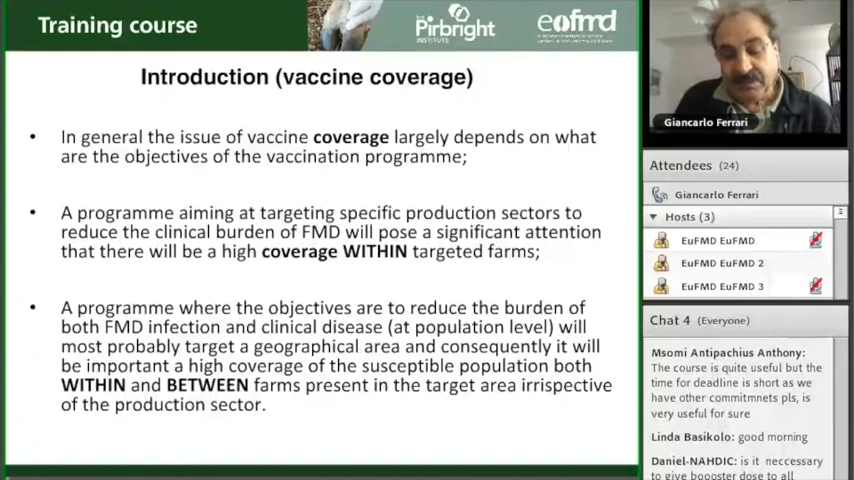 Training course
THE
Pirbright
INSTITUTE
eofmd
Introduction (vaccine coverage)
• In general the issue of vaccine coverage largely depends on what
are the objectives of the vaccination programme;
• A programme aiming at targeting specific production sectors to
reduce the clinical burden of FMD will pose a significant attention
that there will be a high coverage WITHIN targeted farms;
• A programme where the objectives are to reduce the burden of
both FMD infection and clinical disease (at population level) will
most probably target a geographical area and consequently it will
be important a high coverage of the susceptible population both
WITHIN and BETWEEN farms present in the target area irrispective
of the production sector.
Giancarlo Ferrari
Attendees (24)
Giancarlo Ferrari
Hosts (3)
EuFMD EuFMD
EuFMD EuFMD 2
EuFMD EuFMD 3
Chat 4 (Everyone)
Msomi Antipachius Anthony:
The course is quite useful but the
time for deadline is short as we
have other commitmnets pls, is
very useful for sure
Linda Basikolo: good morning
Daniel-NAHDIC: is it neccessary
to give boopster dose to all